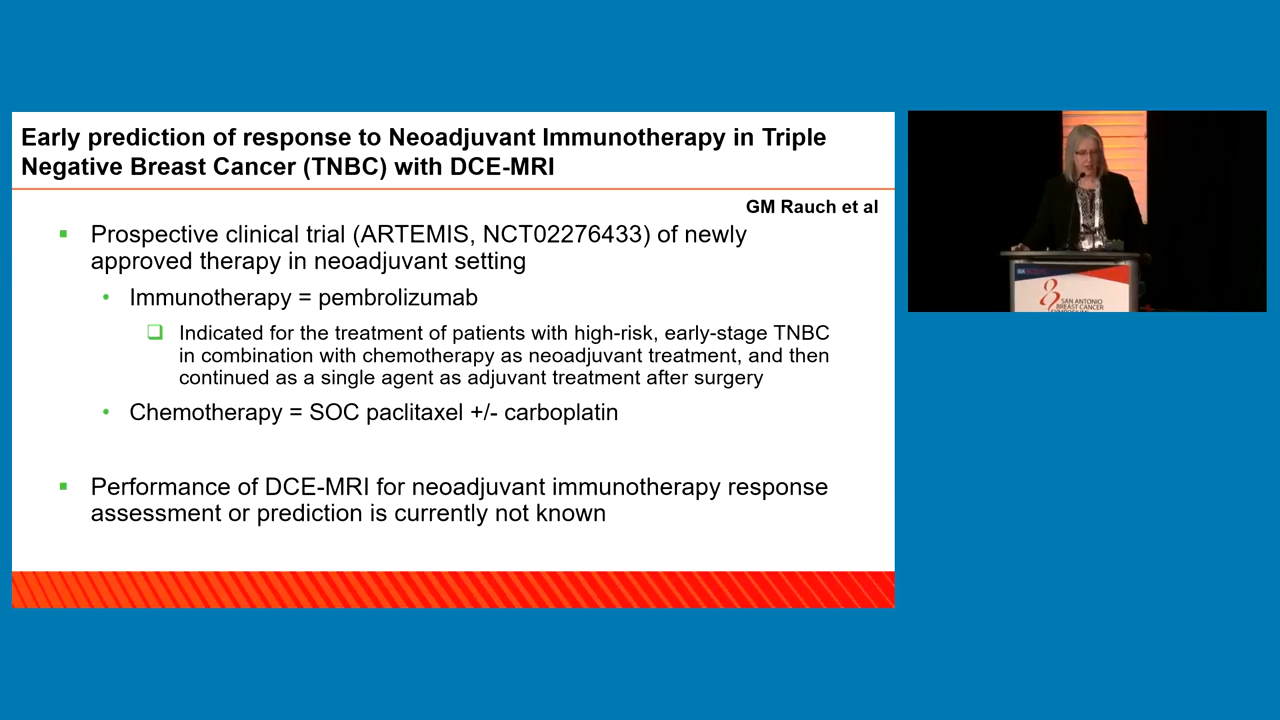 Early prediction of response to Neoadjuvant Immunotherapy in Triple
Negative Breast Cancer (TNBC) with DCE-MRI
GM Rauch et al
Prospective clinical trial (ARTEMIS, NCT02276433) of newly
approved therapy in neoadjuvant setting
Immunotherapy = pembrolizumab
Indicated for the treatment of patients with high-risk, early-stage TNBC
in combination with chemotherapy as neoadjuvant treatment, and then
continued as a single agent as adjuvant treatment after surgery
Chemotherapy = SOC paclitaxel +/- carboplatin
Performance of DCE-MRI for neoadjuvant immunotherapy response
assessment or prediction is currently not known
SAN ANTONIO
BREAST CANCER
SYMPOSIUM